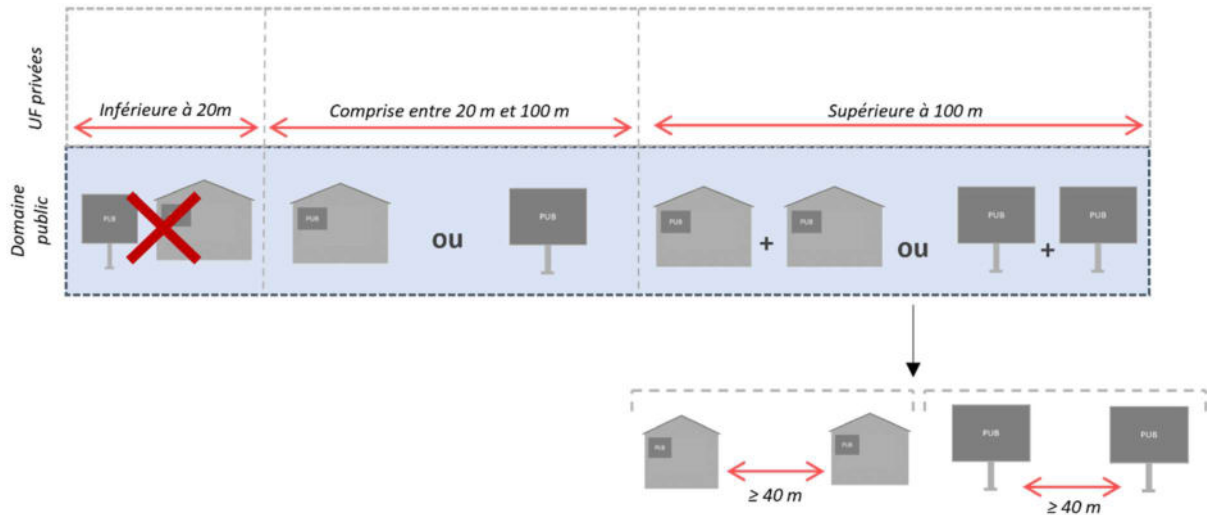 UF privées
Inférieure à 20m
Comprise entre 20 m et 100 m
Supérieure à 100 m
Domaine
public
PUB
PUB
PUB
ou
PUB
PUB
+
PUB
ou
PUB
+
PUB
PUB
≥ 40 m
PUB
PUB
≥ 40 m
PUB